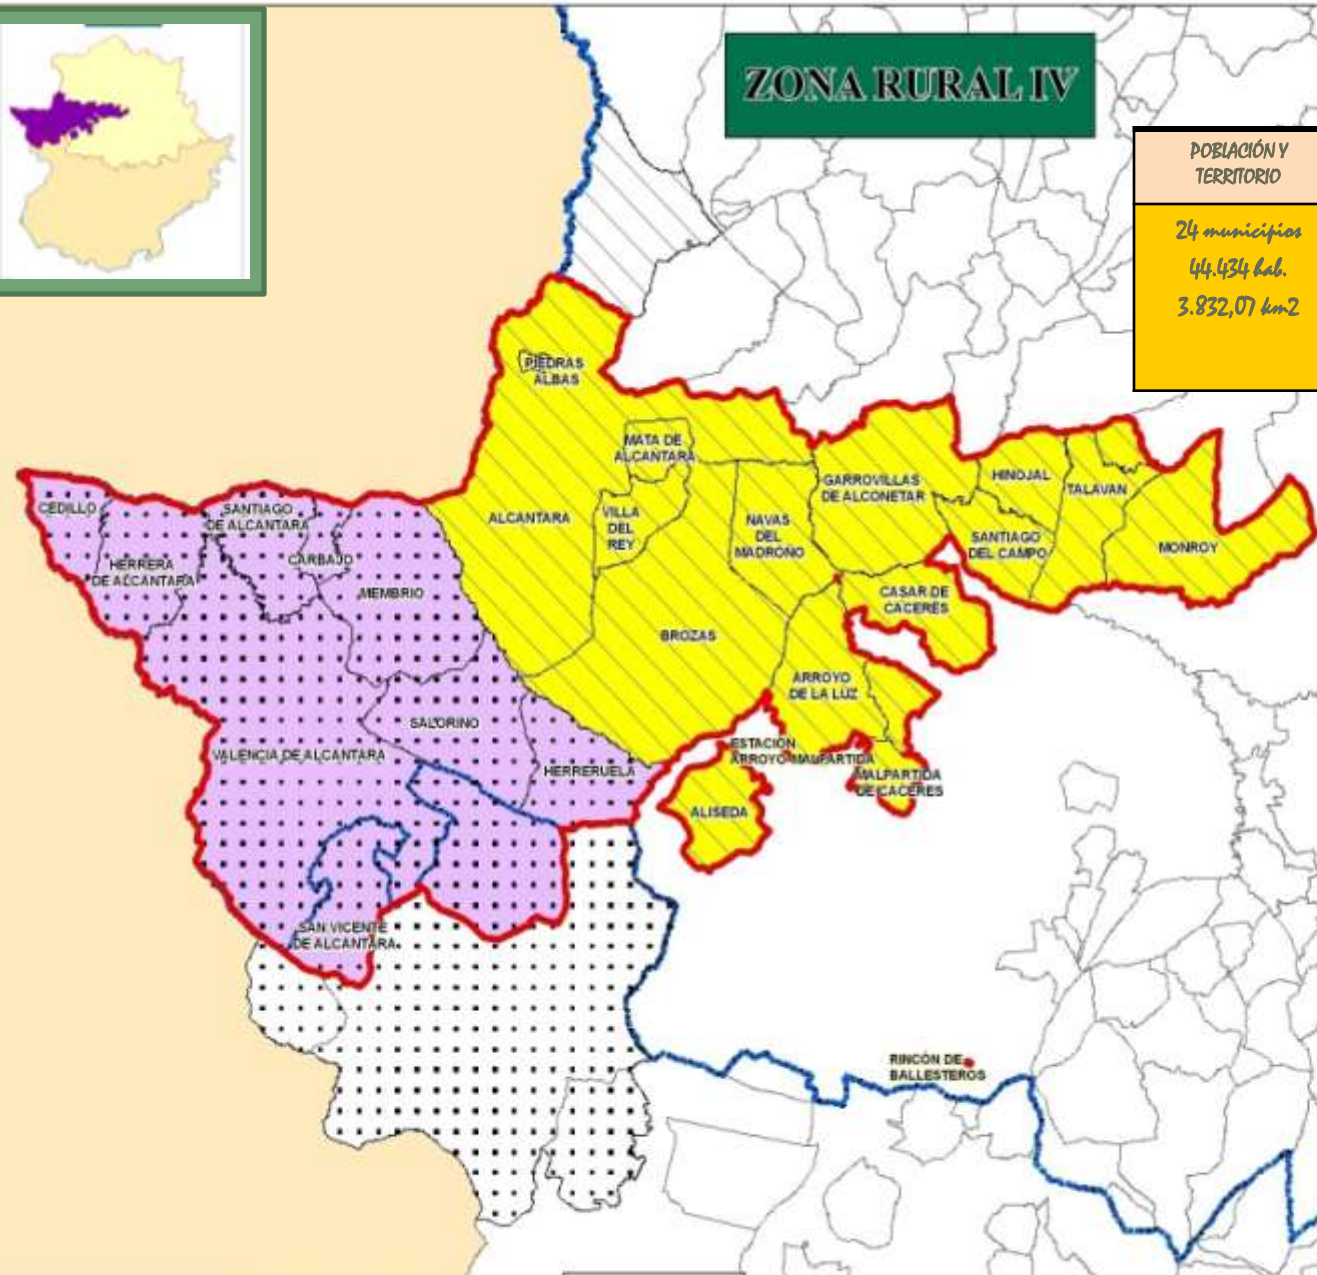 ZONA RURAL IV
POBLACIÓN Y
TERRITORIO
24 municipios
44.434 hab.
3.832,07 km2
PIEDRAS
ALBAS
MATA DE
ALCANTARA
ALCANTARA
VILLA
DEL
REY
NAVAS
DEL
MADROÑO
GARROVILLAS
DE ALCONETAR
HINOJAL
TALAVAN
SANTIAGO
DEL CAMPO
MONROY
CASAR DE
CACERES
BROZAS
ARROYO
DE LA LUZ
ESTACIÓN
ARROYO MALPARTIDA
MALPARTIDA
DE CACERES
ALISEDA
CEDILLO
HERRERA
DE ALCANTARA
SANTIAGO
DE ALCANTARA
CARBAJO
MEMBRIO
SALORINO
VALENCIA DE ALCANTARA
HERRERUELA
SAN VICENTE
DE ALCANTARA
RINCÓN DE
BALLESTEROS